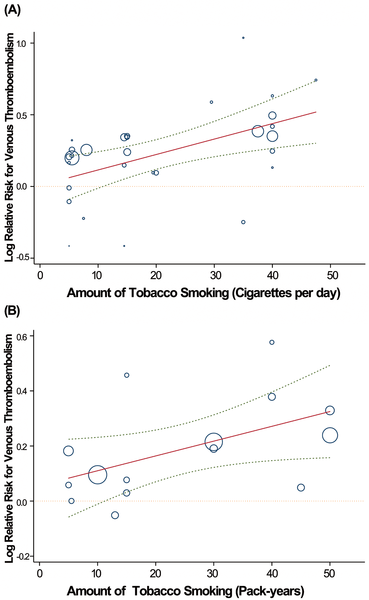 (A)
Log Relative Risk for Venous Thromboembolism
1.0
0.5
0.0
-0.5
0 10 20 30 40 50
Amount of Tobacco Smoking (Cigarettes per day)
(B)
Log Relative Risk for Venous Thromboembolism
0.6
0.4
0.2
0.0
-0.2
0 10 20 30 40 50
Amount of Tobacco Smoking (Pack-years)